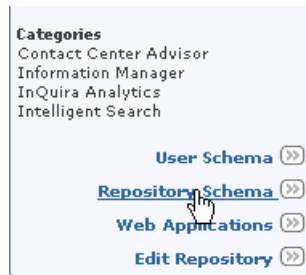 Categories
Contact Center Advisor
Information Manager
InQuira Analytics
Intelligent Search
User Schema
Repository Schema
Web Applications
Edit Repository